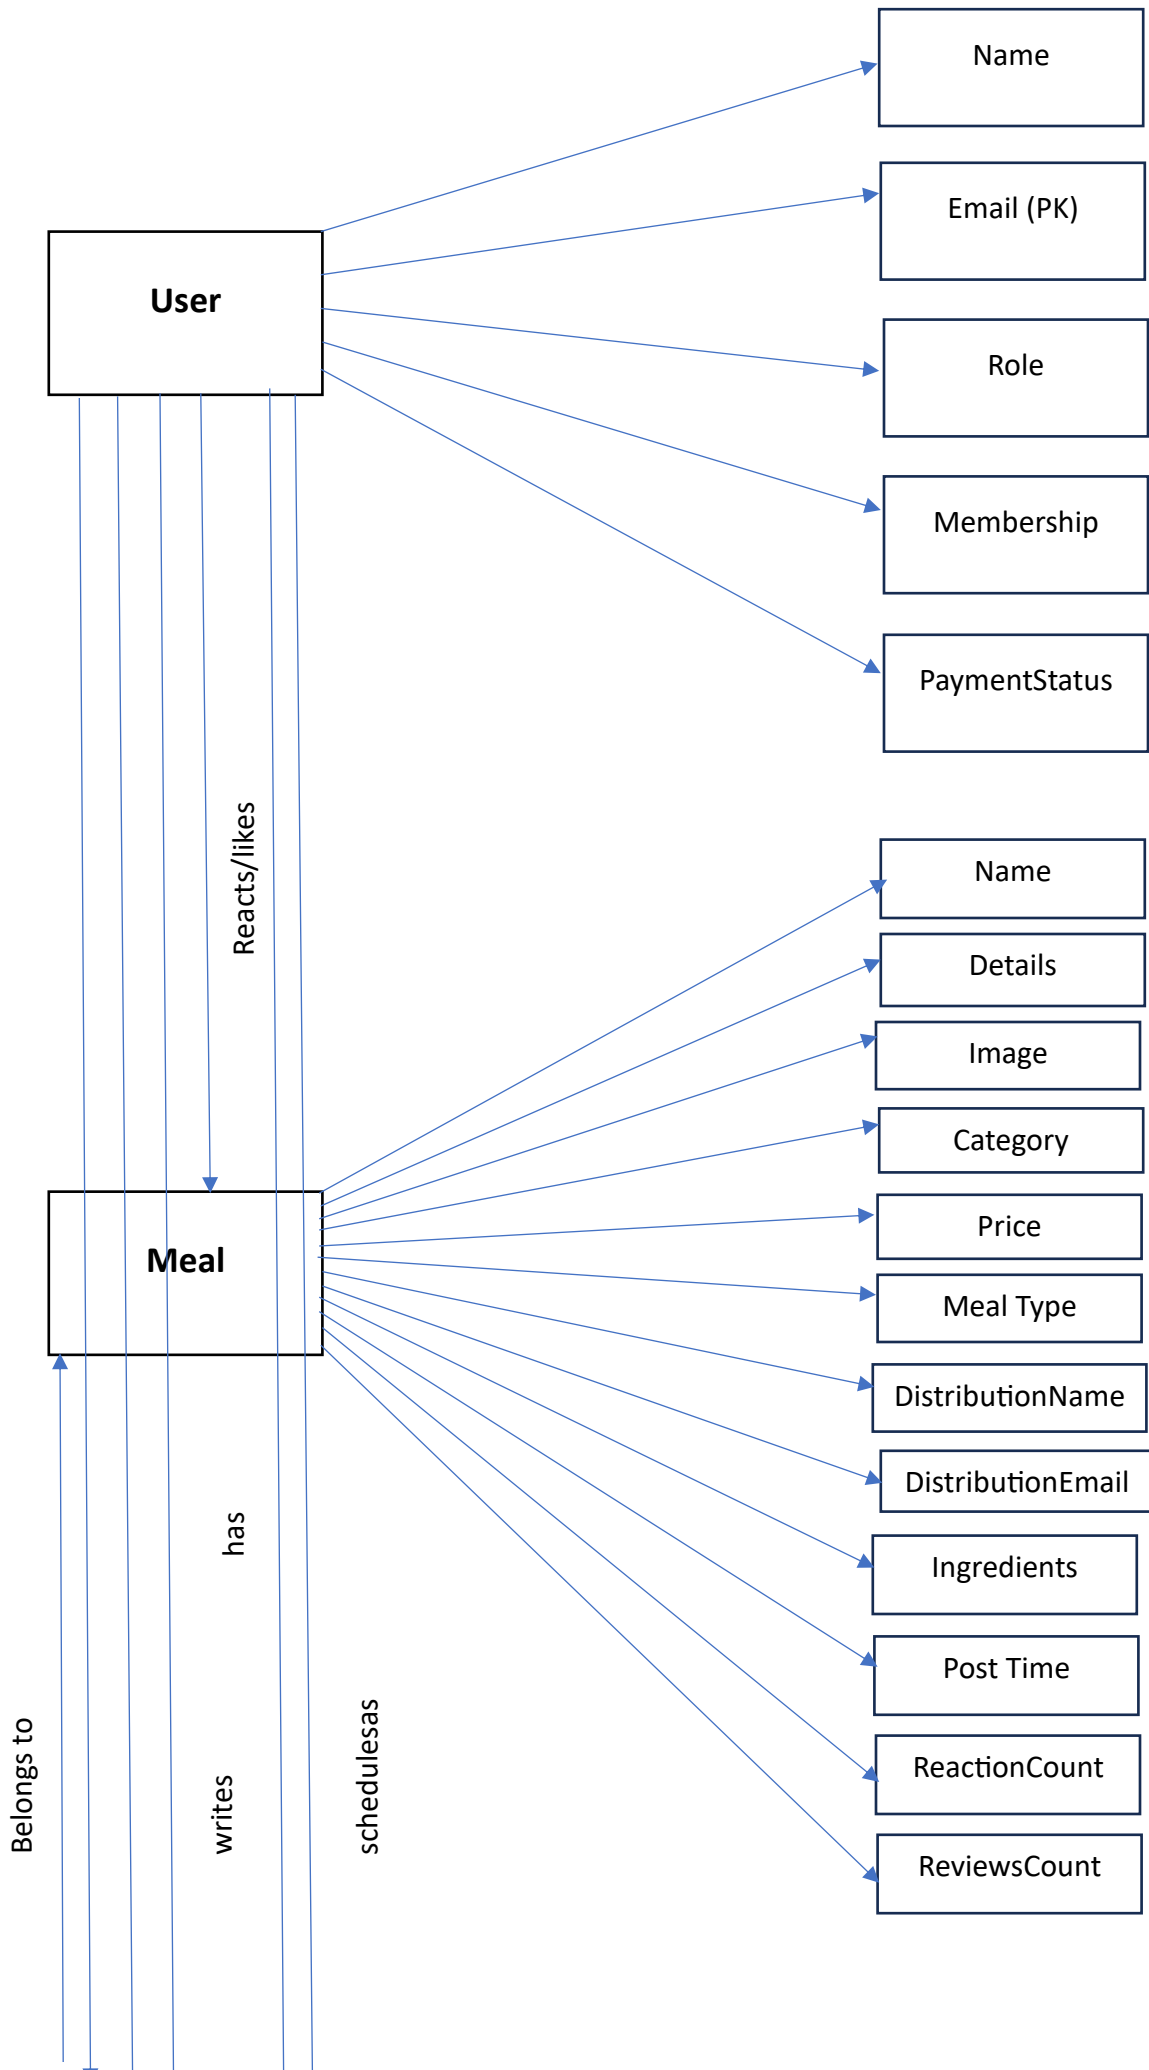 Name
Email (PK)
User
Role
Membership
PaymentStatus
Reacts/likes
Name
Details
Image
Category
Price
Meal
Meal Type
DistributionName
DistributionEmail
has
Ingredients
Post Time
Belongs to
writes
schedulesas
ReactionCount
ReviewsCount